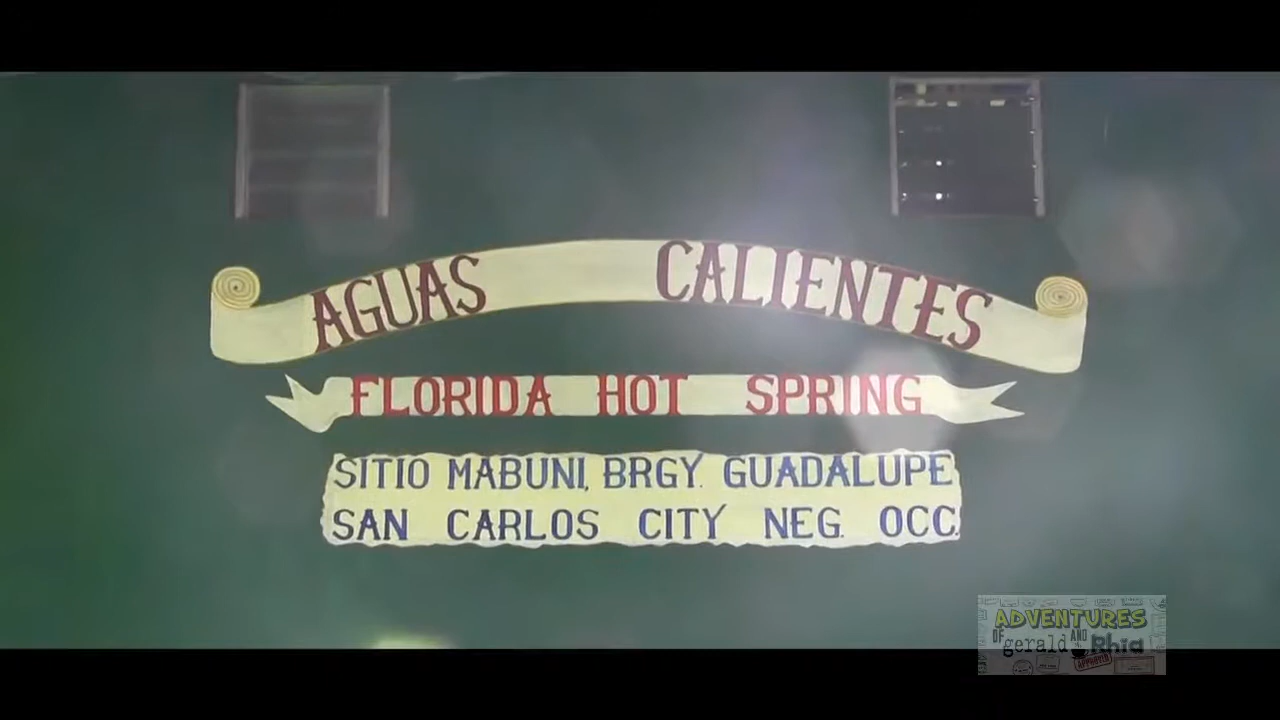 AGUAS CALIENTES
FLORIDA HOT SPRING
SITIO MABUNI, BRGY. GUADALUPE
SAN CARLOS CITY NEG. OCC.
ADVENTURES
OF gerald AND Rhia
APPROVED